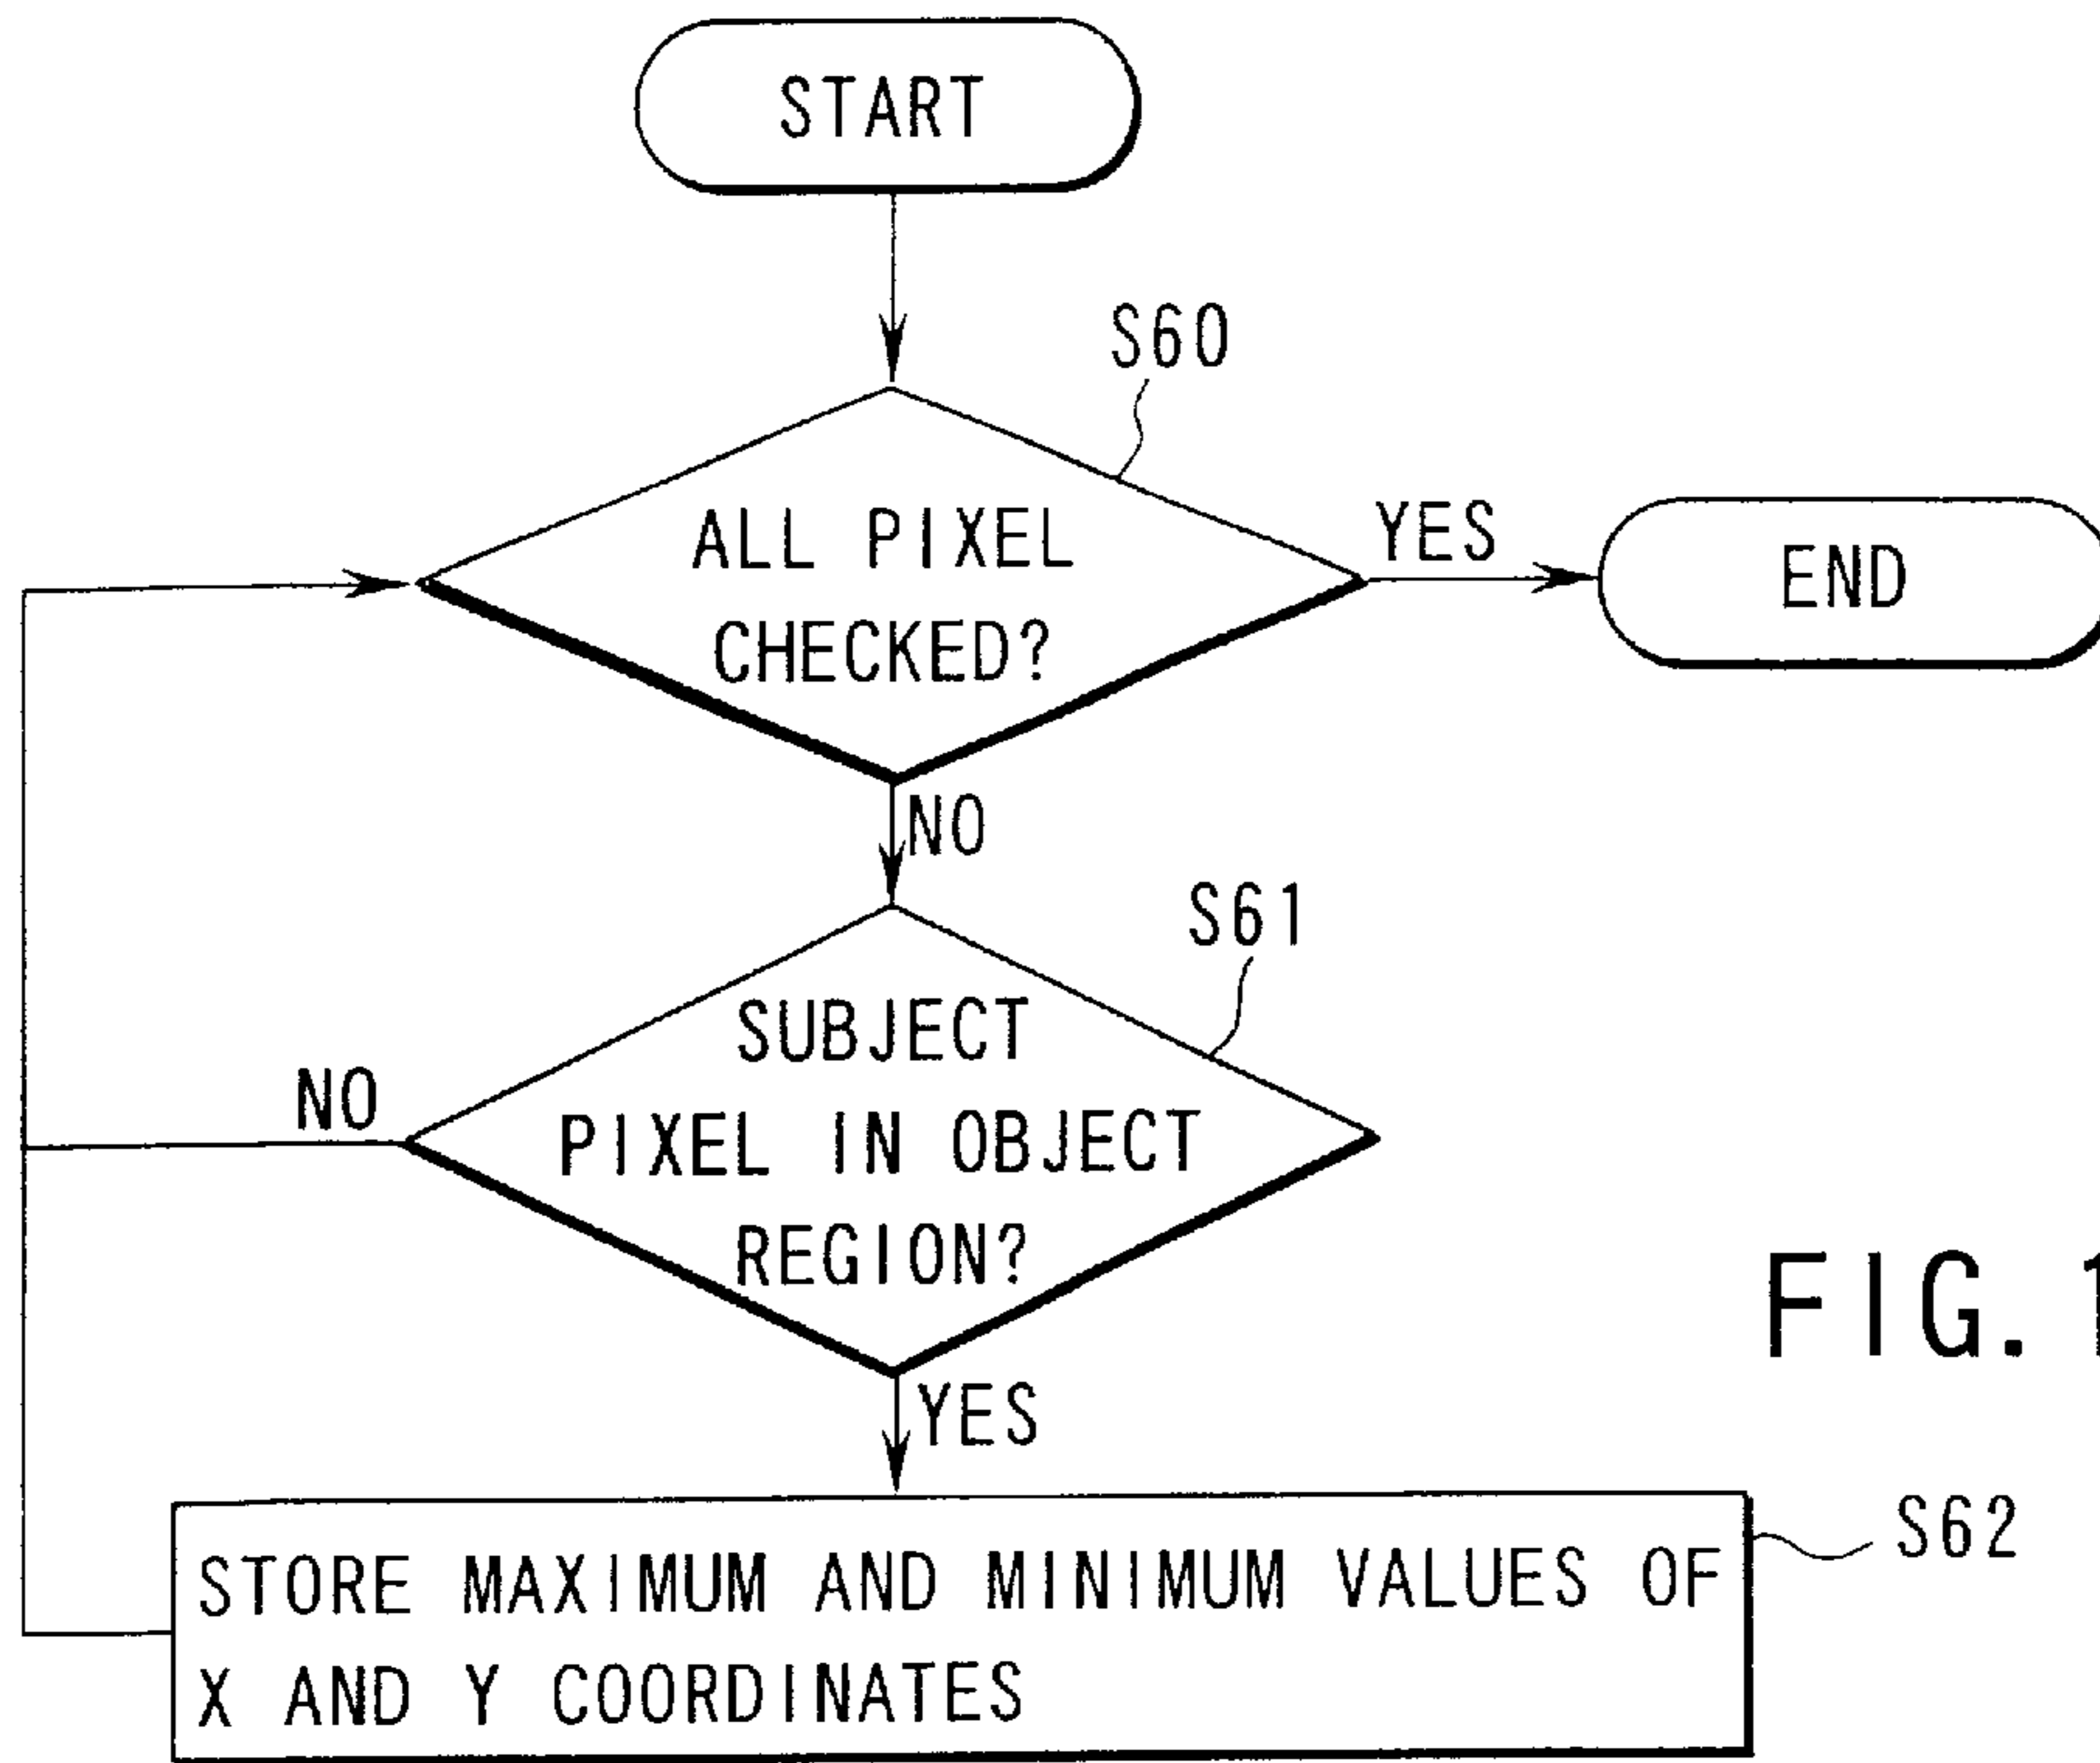 START
S60
ALL PIXEL
CHECKED?
YES
END
NO
S61
SUBJECT
PIXEL IN OBJECT
REGION?
NO
FIG.
YES
S62
STORE MAXIMUM AND MINIMUM VALUES OF
X AND Y COORDINATES